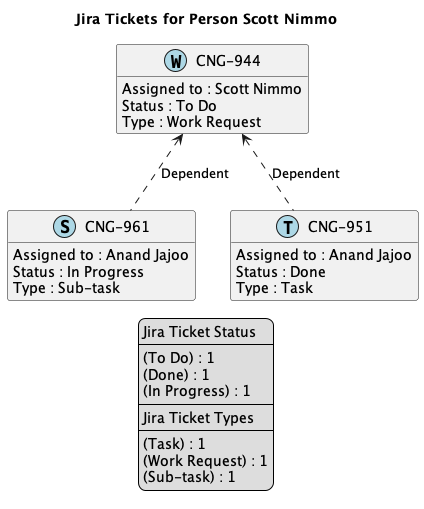 Jira Tickets for Person Scott Nimmo
W CNG-944
Assigned to : Scott Nimmo
Status : To Do
Type : Work Request
Dependent Dependent
S CNG-961
Assigned to : Anand Jajoo
Status : In Progress
Type : Sub-task
T CNG-951
Assigned to : Anand Jajoo
Status : Done
Type : Task
Jira Ticket Status
(To Do) : 1
(Done) : 1
(In Progress) : 1
Jira Ticket Types
(Task) : 1
(Work Request) : 1
(Sub-task) : 1